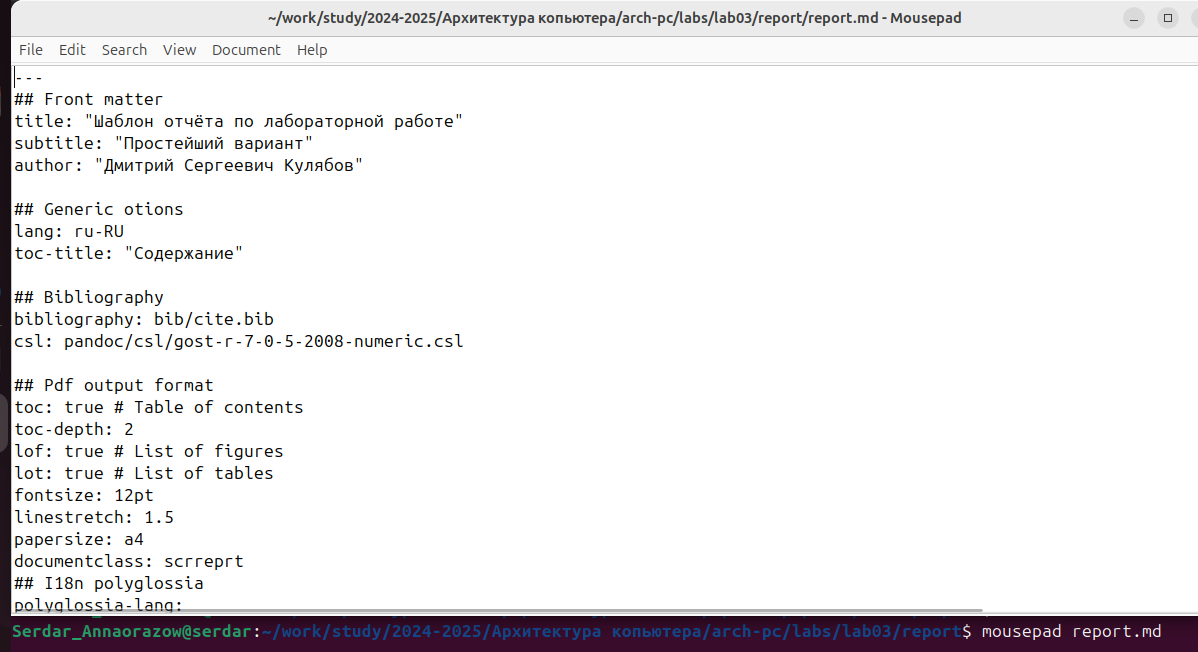 ~/work/study/2024-2025/Архитектура копьютера/arch-pc/labs/lab03/report/report.md - Mousepad
File Edit Search View Document Help
---
## Front matter
title: "Шаблон отчёта по лабораторной работе"
subtitle: "Простейший вариант"
author: "Дмитрий Сергеевич Кулябов"
## Generic otions
lang: ru-RU
toc-title: "Содержание"
## Bibliography
bibliography: bib/cite.bib
csl: pandoc/csl/gost-r-7-0-5-2008-numeric.csl
## Pdf output format
toc: true # Table of contents
toc-depth: 2
lof: true # List of figures
lot: true # List of tables
fontsize: 12pt
linestretch: 1.5
papersize: a4
documentclass: scrreprt
## I18n polyglossia
polyglossia-lang:
Serdar_Annaorazow@serdar:~/work/study/2024-2025/Архитектура копьютера/arch-pc/labs/lab03/report$ mousepad report.md